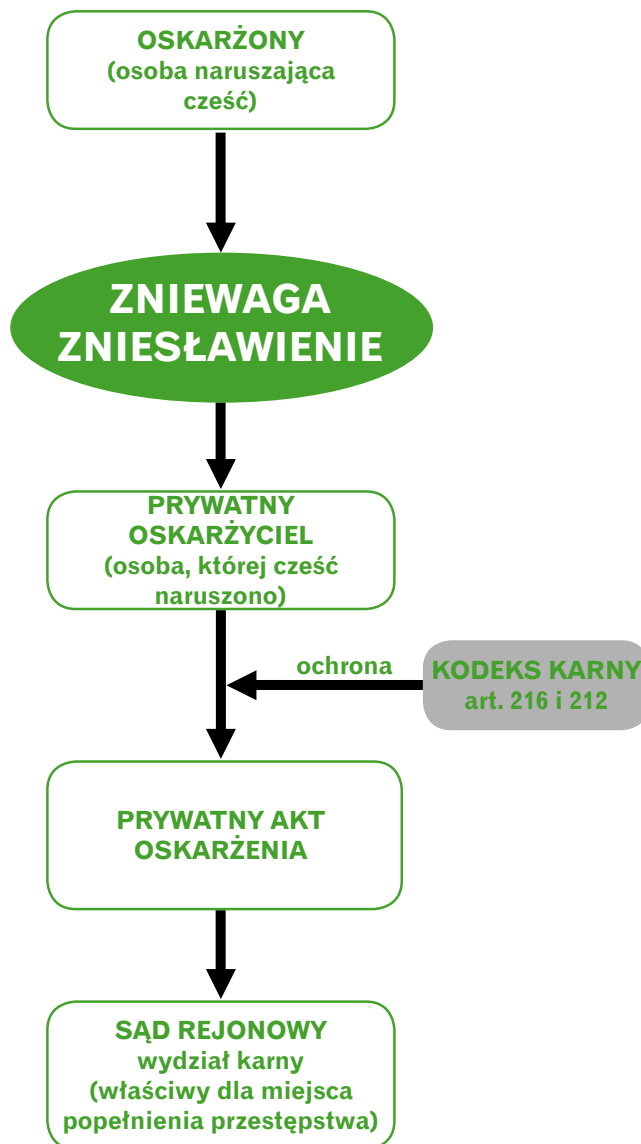 OSKARŻONY
(osoba naruszająca
cześć)
ZNIEWAGA
ZNIESŁAWIENIE
PRYWATNY
OSKARŻYCIEL
(osoba, której cześć
naruszono)
ochrona
KODEKS KARNY
art. 216 i 212
PRYWATNY AKT
OSKARŻENIA
SĄD REJONOWY
wydział karny
(właściwy dla miejsca
popełnienia przestępstwa)